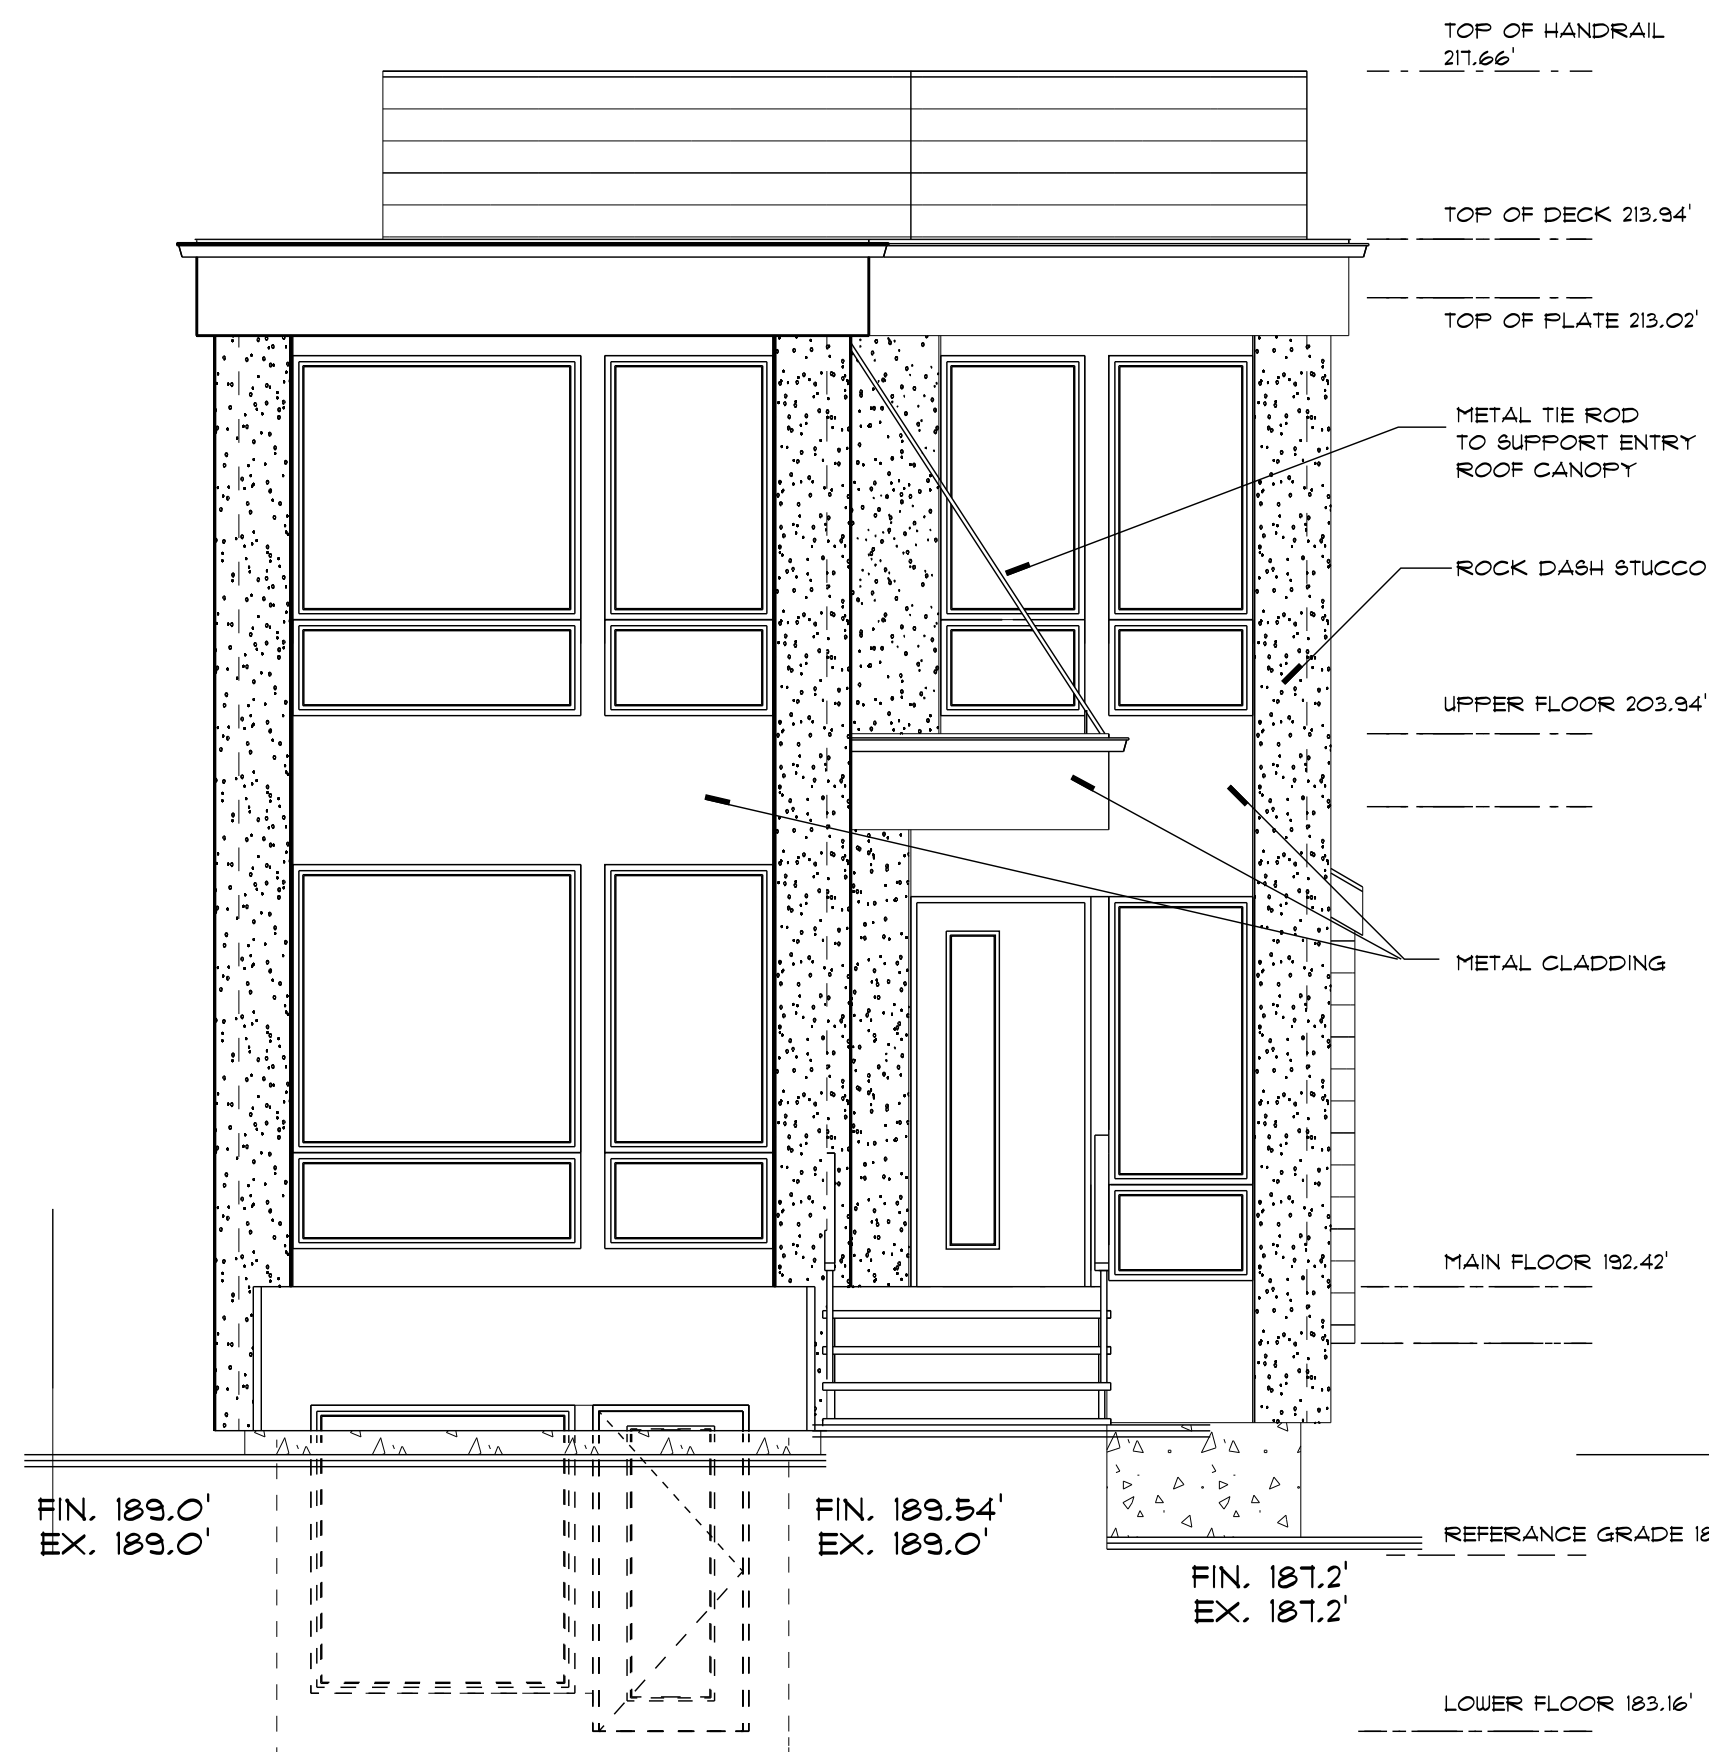 TOP OF HANDRAIL
217.66'
TOP OF DECK 213.94'
TOP OF PLATE 213.02'
METAL TIE ROD
TO SUPPORT ENTRY
ROOF CANOPY
ROCK DASH STUCCO
UPPER FLOOR 203.94'
METAL CLADDING
MAIN FLOOR 192.42'
FIN. 189.0'
EX. 189.0'
FIN. 189.54'
EX. 189.0'
REFERANCE GRADE 18
FIN. 187.2'
EX. 187.2'
LOWER FLOOR 183.16'